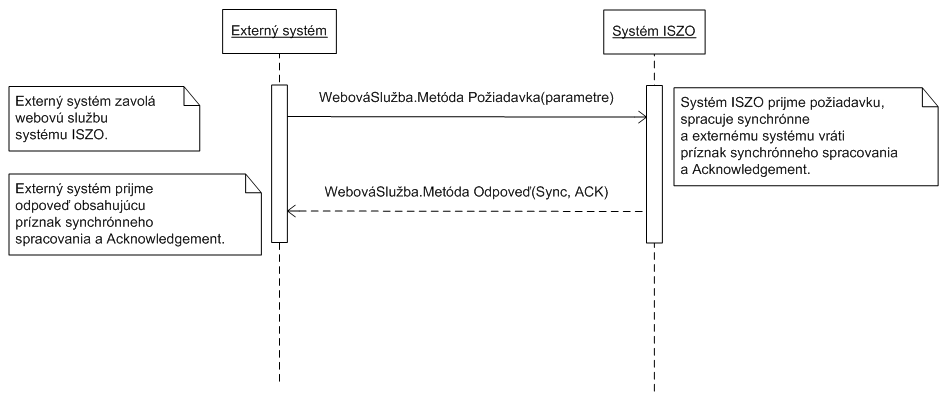 Externý systém
Systém ISZO
Externý systém zavolá
webovú službu
systému ISZO.
WebováSlužba.Metóda Požiadavka(parametre)
Systém ISZO prijme požiadavku,
spracuje synchrónne
a externému systému vráti
príznak synchrónneho spracovania
a Acknowledgement.
Externý systém prijme
odpoveď obsahujúcu
príznak synchrónneho
spracovania a Acknowledgement.
WebováSlužba.Metóda Odpoveď(Sync, ACK)